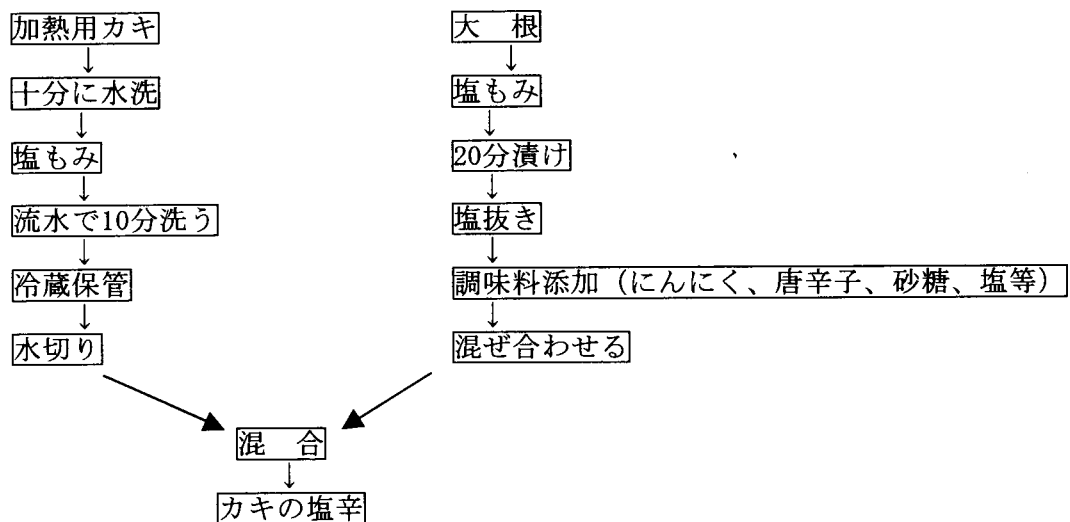 加熱用カキ
十分に水洗
塩もみ
流水で10分洗う
冷蔵保管
水切り
大 根
塩もみ
20分漬け
塩抜き
調味料添加（にんにく、唐辛子、砂糖、塩等）
混ぜ合わせる
混 合
カキの塩辛